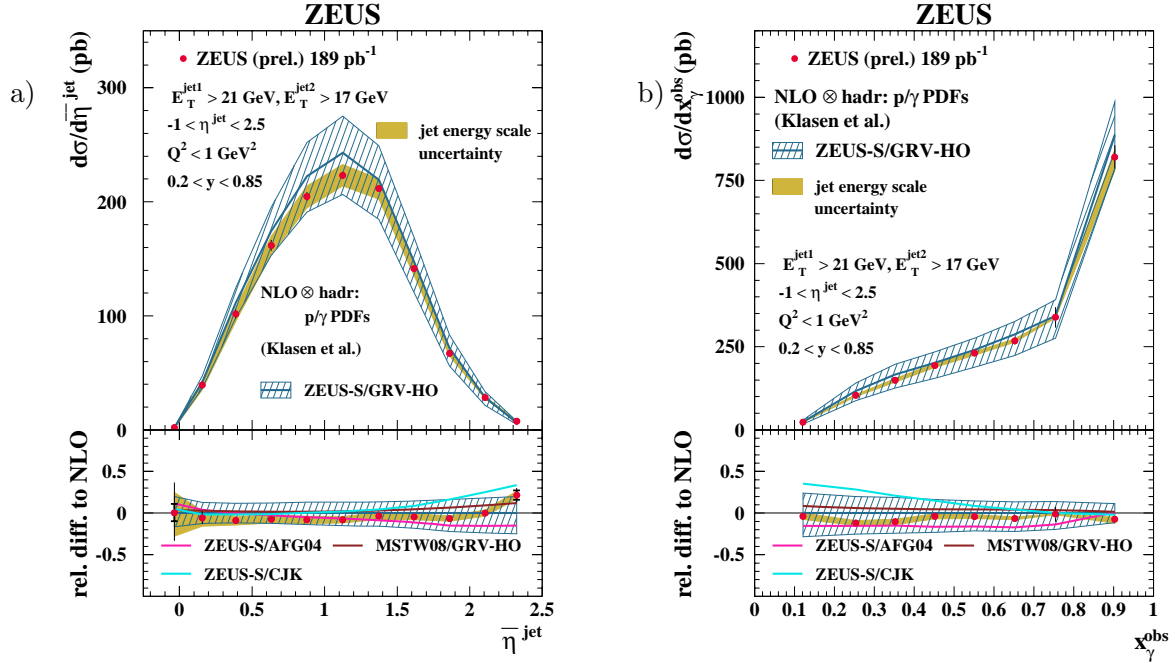 a)
ZEUS
dσ/dη̅ jet (pb)
300
200
100
0
ZEUS (prel.) 189 pb-1
E_T^jet1 > 21 GeV, E_T^jet2 > 17 GeV
-1 < η^jet < 2.5
Q² < 1 GeV²
0.2 < y < 0.85
jet energy scale
uncertainty
NLO ⊗ hadr:
p/γ PDFs
(Klasen et al.)
ZEUS-S/GRV-HO
rel. diff. to NLO
0.5
0
-0.5
ZEUS-S/AFG04
MSTW08/GRV-HO
ZEUS-S/CJK
0 0.5 1 1.5 2 2.5
η̅ jet
b)
ZEUS
dσ/dx_γ^obs (pb)
1000
750
500
250
0
ZEUS (prel.) 189 pb-1
NLO ⊗ hadr: p/γ PDFs
(Klasen et al.)
ZEUS-S/GRV-HO
jet energy scale
uncertainty
E_T^jet1 > 21 GeV, E_T^jet2 > 17 GeV
-1 < η^jet < 2.5
Q² < 1 GeV²
0.2 < y < 0.85
rel. diff. to NLO
0.5
0
-0.5
ZEUS-S/AFG04
MSTW08/GRV-HO
ZEUS-S/CJK
0 0.1 0.2 0.3 0.4 0.5 0.6 0.7 0.8 0.9 1
x_γ^obs